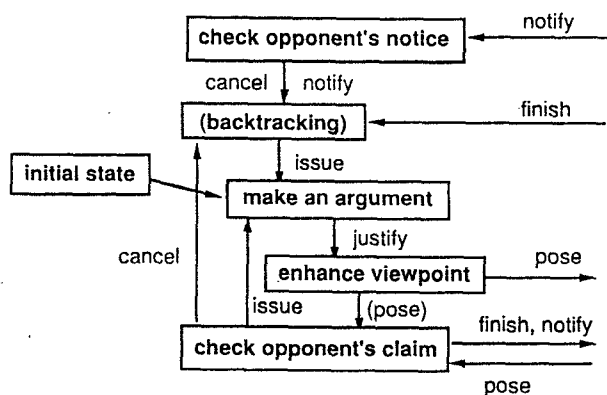 notify
check opponent's notice
cancel notify
finish
(backtracking)
issue
initial state
make an argument
justify
cancel
enhance viewpoint
pose
issue
(pose)
finish, notify
check opponent's claim
pose